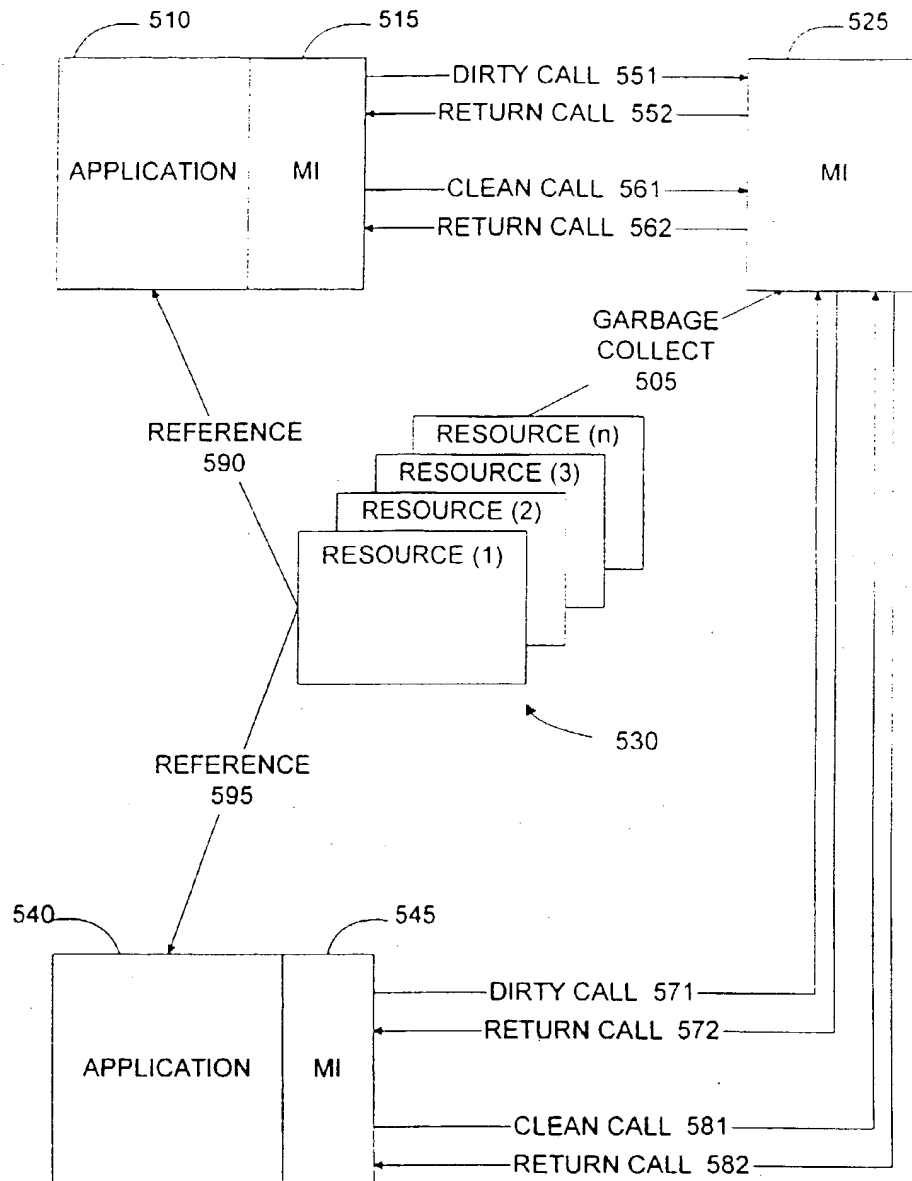 510
515
525
DIRTY CALL 551
RETURN CALL 552
APPLICATION
MI
MI
CLEAN CALL 561
RETURN CALL 562
GARBAGE
COLLECT
505
REFERENCE
590
RESOURCE (n)
RESOURCE (3)
RESOURCE (2)
RESOURCE (1)
530
REFERENCE
595
540
545
DIRTY CALL 571
RETURN CALL 572
APPLICATION
MI
CLEAN CALL 581
RETURN CALL 582